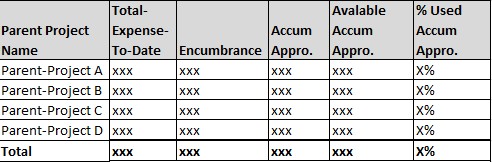 Parent Project Name Total-Expense-To-Date Encumbrance Accum Appro. Avalable Accum Appro. % Used Accum Appro.
Parent-Project A xxx xxx xxx xxx X%
Parent-Project B xxx xxx xxx xxx X%
Parent-Project C xxx xxx xxx xxx X%
Parent-Project D xxx xxx xxx xxx X%
Total xxx xxx xxx xxx X%